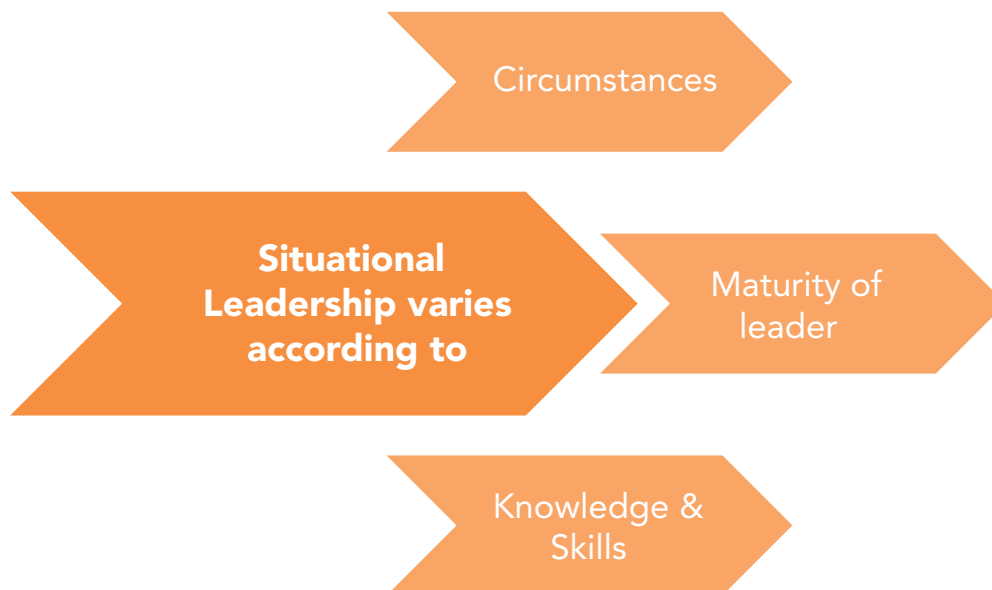 Circumstances
Situational
Leadership varies
according to
Maturity of
leader
Knowledge &
Skills